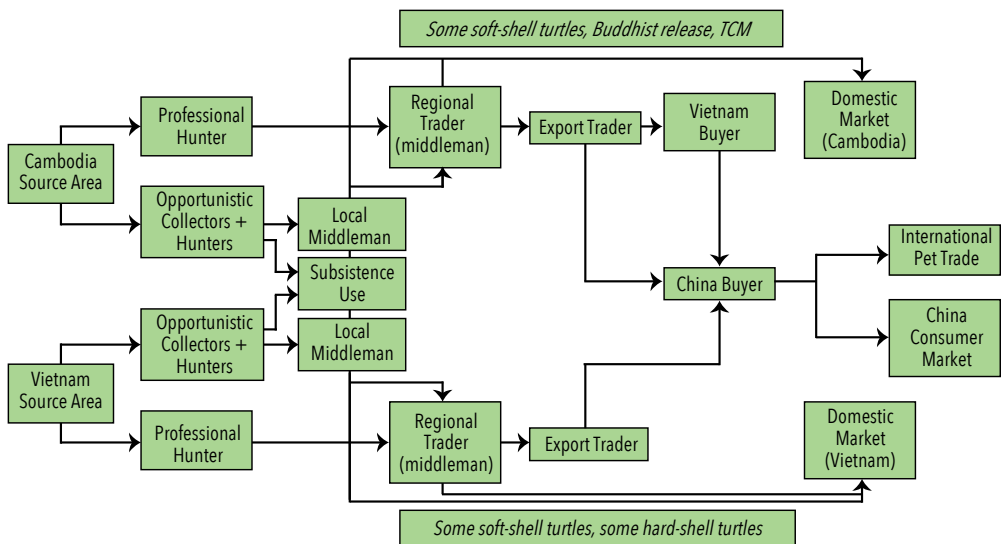 Some soft-shell turtles, Buddhist release, TCM
Professional
Hunter
Regional
Trader
(middleman)
Export Trader
Vietnam
Buyer
Domestic
Market
(Cambodia)
Cambodia
Source Area
Opportunistic
Collectors +
Hunters
Local
Middleman
Subsistence
Use
China Buyer
International
Pet Trade
Opportunistic
Collectors +
Hunters
Local
Middleman
China
Consumer
Market
Vietnam
Source Area
Professional
Hunter
Regional
Trader
(middleman)
Export Trader
Domestic
Market
(Vietnam)
Some soft-shell turtles, some hard-shell turtles